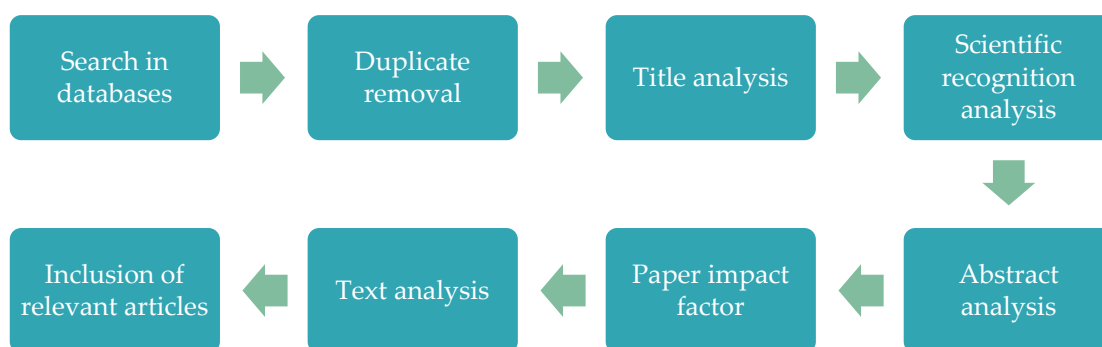 Search in
databases
Duplicate
removal
Title analysis
Scientific
recognition
analysis
Abstract
analysis
Paper impact
factor
Text analysis
Inclusion of
relevant articles